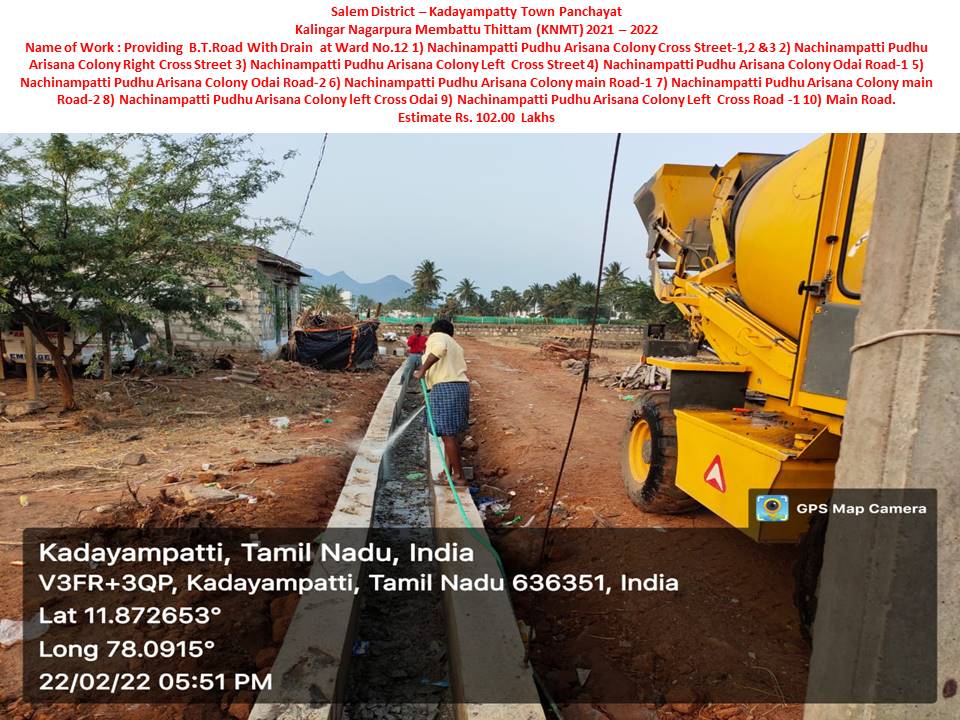 Salem District – Kadayampatty Town Panchayat
Kalingar Nagarpura Membattu Thittam (KNMT) 2021 – 2022
Name of Work : Providing B.T.Road With Drain at Ward No.12 1) Nachinampatti Pudhu Arisana Colony Cross Street-1,2 &3 2) Nachinampatti Pudhu
Arisana Colony Right Cross Street 3) Nachinampatti Pudhu Arisana Colony Left Cross Street 4) Nachinampatti Pudhu Arisana Colony Odai Road-1 5)
Nachinampatti Pudhu Arisana Colony Odai Road-2 6) Nachinampatti Pudhu Arisana Colony main Road-1 7) Nachinampatti Pudhu Arisana Colony main
Road-2 8) Nachinampatti Pudhu Arisana Colony left Cross Odai 9) Nachinampatti Pudhu Arisana Colony Left Cross Road -1 10) Main Road.
Estimate Rs. 102.00 Lakhs
GPS Map Camera
Kadayampatti, Tamil Nadu, India
V3FR+3QP, Kadayampatti, Tamil Nadu 636351, India
Lat 11.872653°
Long 78.0915°
22/02/22 05:51 PM